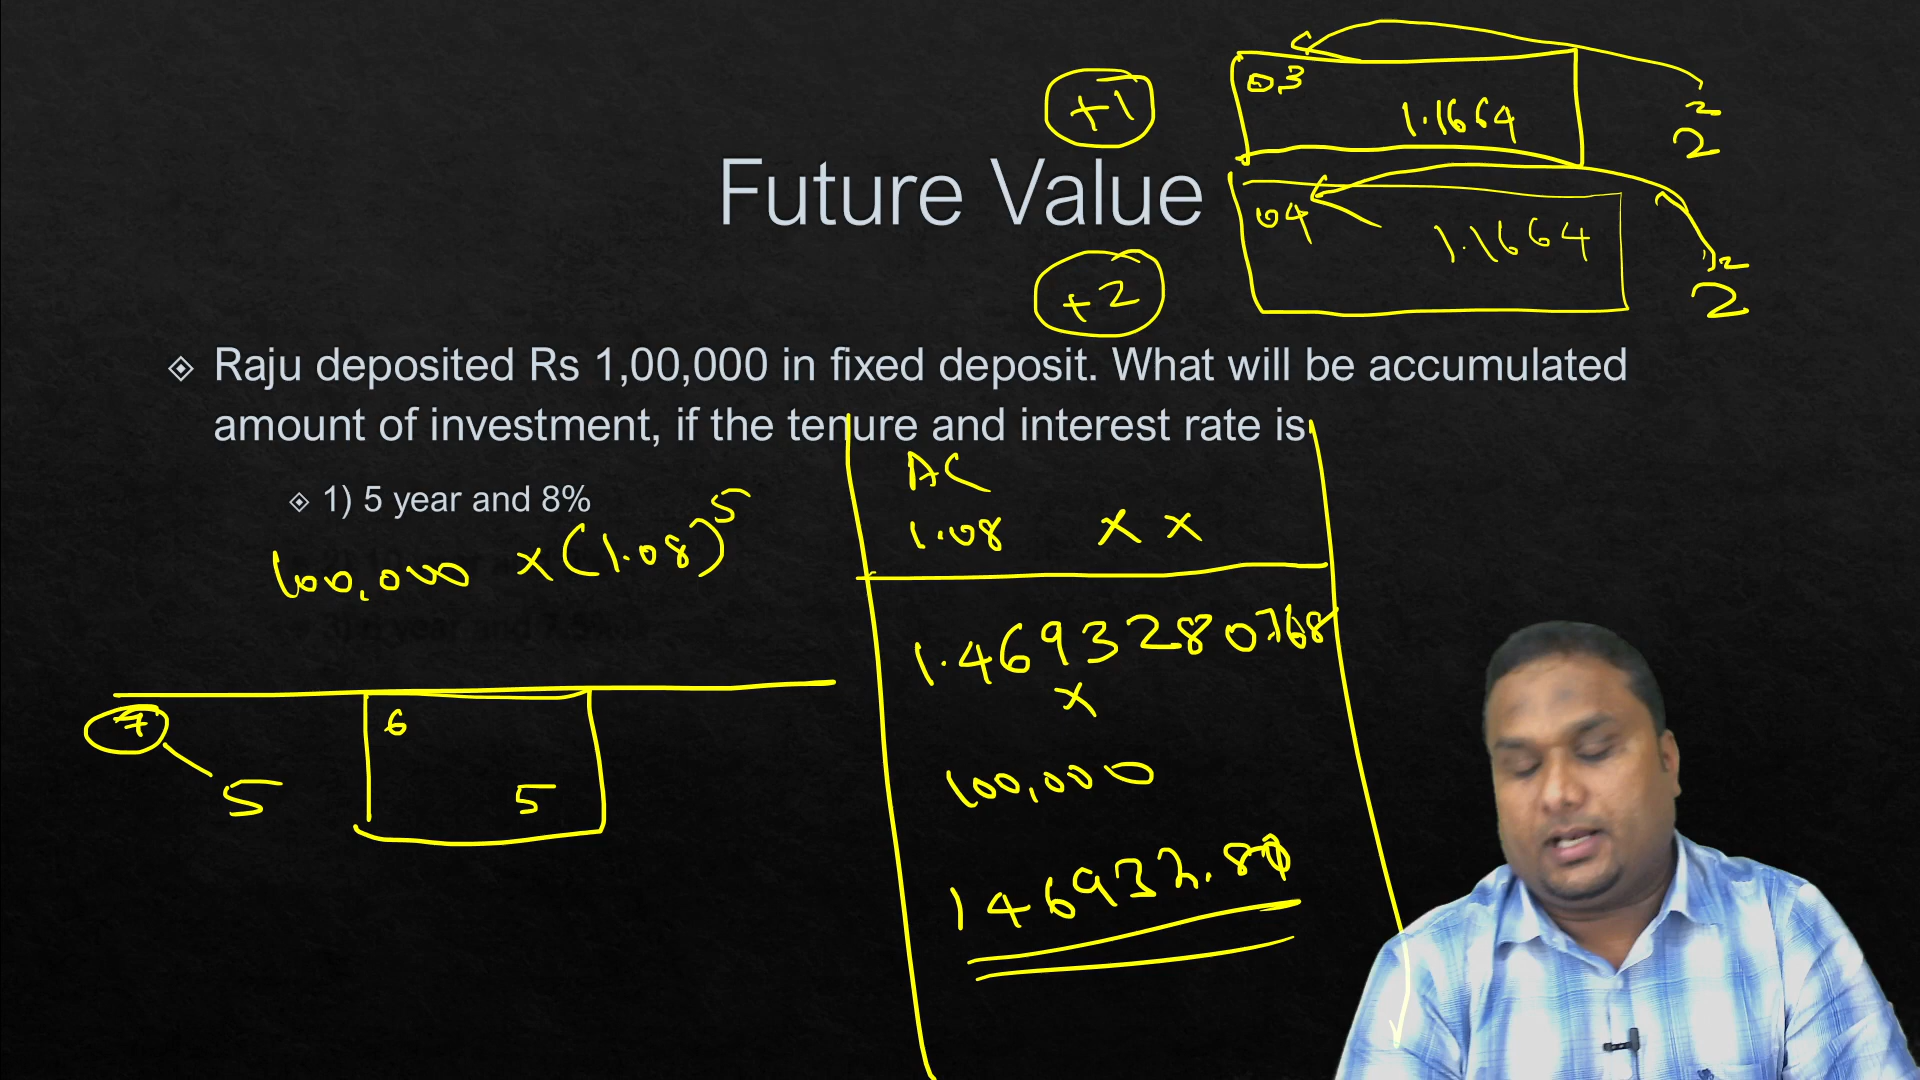 03
1.1664
2
2
+1
Future Value
04
1.1664
2
2
+2
Raju deposited Rs 1,00,000 in fixed deposit. What will be accumulated
amount of investment, if the tenure and interest rate is
1) 5 year and 8%
100,000 × (1.08)^5
AC
1.08 × ×
1.46932280768
×
100,000
146932.80
7
5
6
5